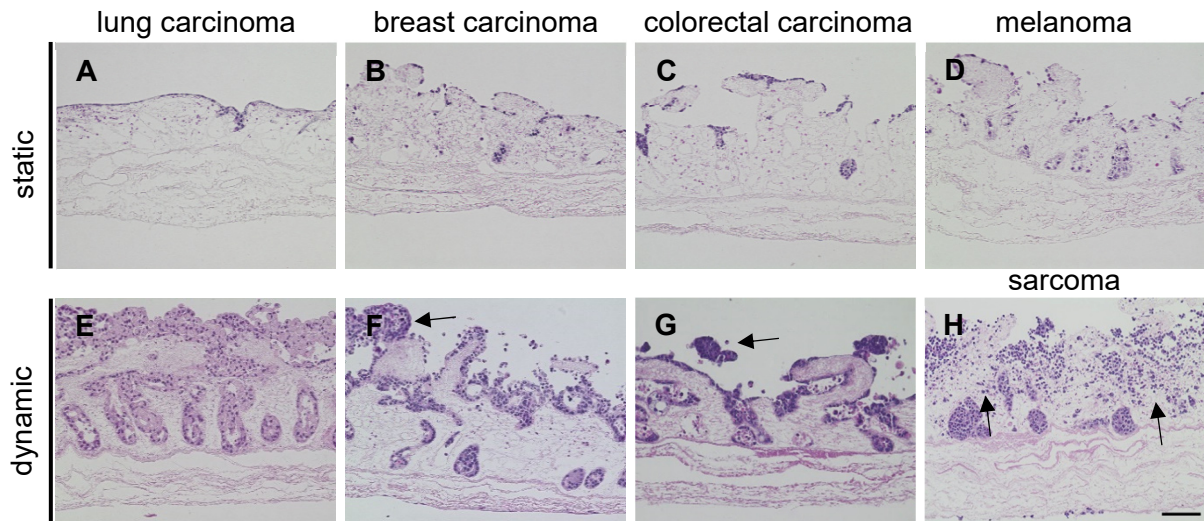 lung carcinoma breast carcinoma colorectal carcinoma melanoma
static
A B C D
sarcoma
dynamic
E F G H